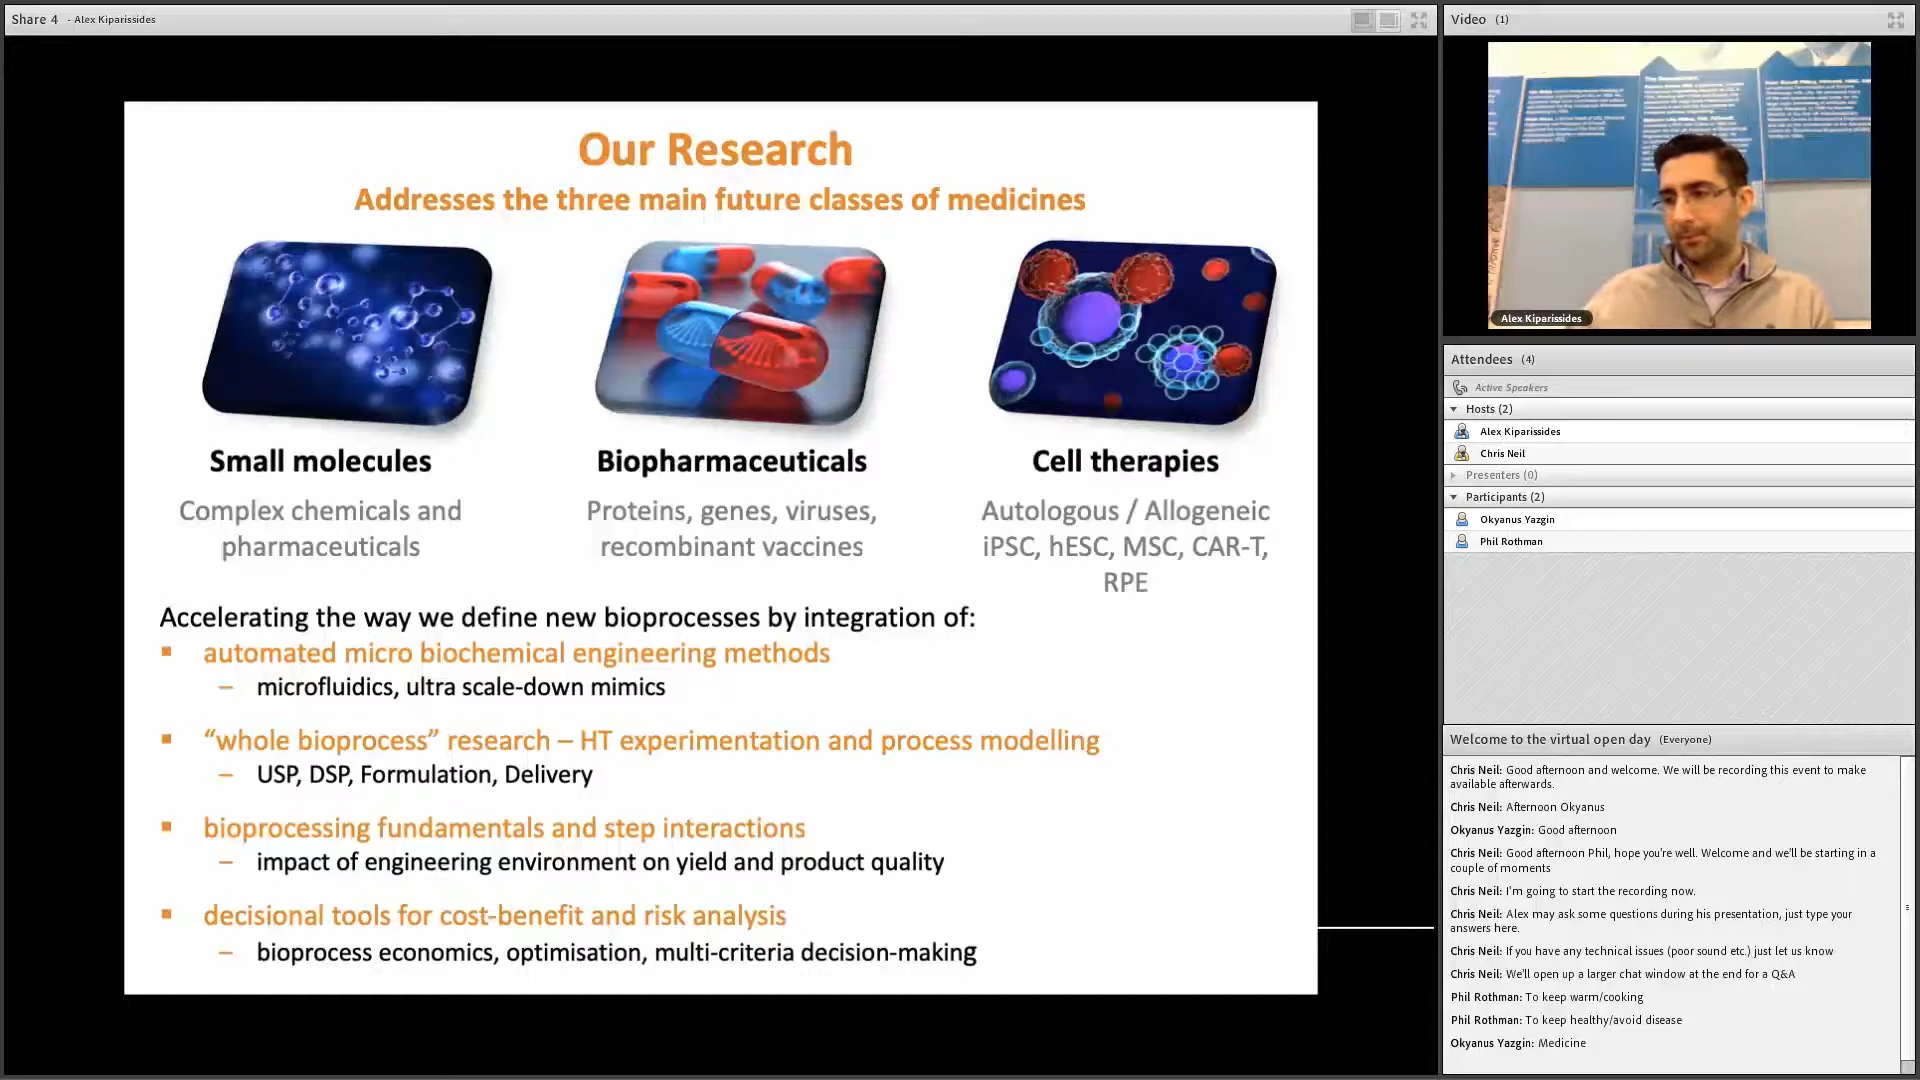 Share 4 - Alex Kiparissides
Our Research
Addresses the three main future classes of medicines
Small molecules
Complex chemicals and
pharmaceuticals
Biopharmaceuticals
Proteins, genes, viruses,
recombinant vaccines
Cell therapies
Autologous / Allogeneic
iPSC, hESC, MSC, CAR-T,
RPE
Accelerating the way we define new bioprocesses by integration of:
▪ automated micro biochemical engineering methods
– microfluidics, ultra scale-down mimics
▪ “whole bioprocess” research – HT experimentation and process modelling
– USP, DSP, Formulation, Delivery
▪ bioprocessing fundamentals and step interactions
– impact of engineering environment on yield and product quality
▪ decisional tools for cost-benefit and risk analysis
– bioprocess economics, optimisation, multi-criteria decision-making
Video (1)
Alex Kiparissides
Attendees (4)
Active Speakers
Hosts (2)
Alex Kiparissides
Chris Neil
Presenters (0)
Participants (2)
Okyanus Yazgin
Phil Rothman
Welcome to the virtual open day (Everyone)
Chris Neil: Good afternoon and welcome. We will be recording this event to make
available afterwards.
Chris Neil: Afternoon Okyanus
Okyanus Yazgin: Good afternoon
Chris Neil: Good afternoon Phil, hope you're well. Welcome and we'll be starting in a
couple of moments
Chris Neil: I'm going to start the recording now.
Chris Neil: Alex may ask some questions during his presentation, just type your
answers here.
Chris Neil: If you have any technical issues (poor sound etc.) just let us know
Chris Neil: We'll open up a larger chat window at the end for a Q&A
Phil Rothman: To keep warm/cooking
Phil Rothman: To keep healthy/avoid disease
Okyanus Yazgin: Medicine